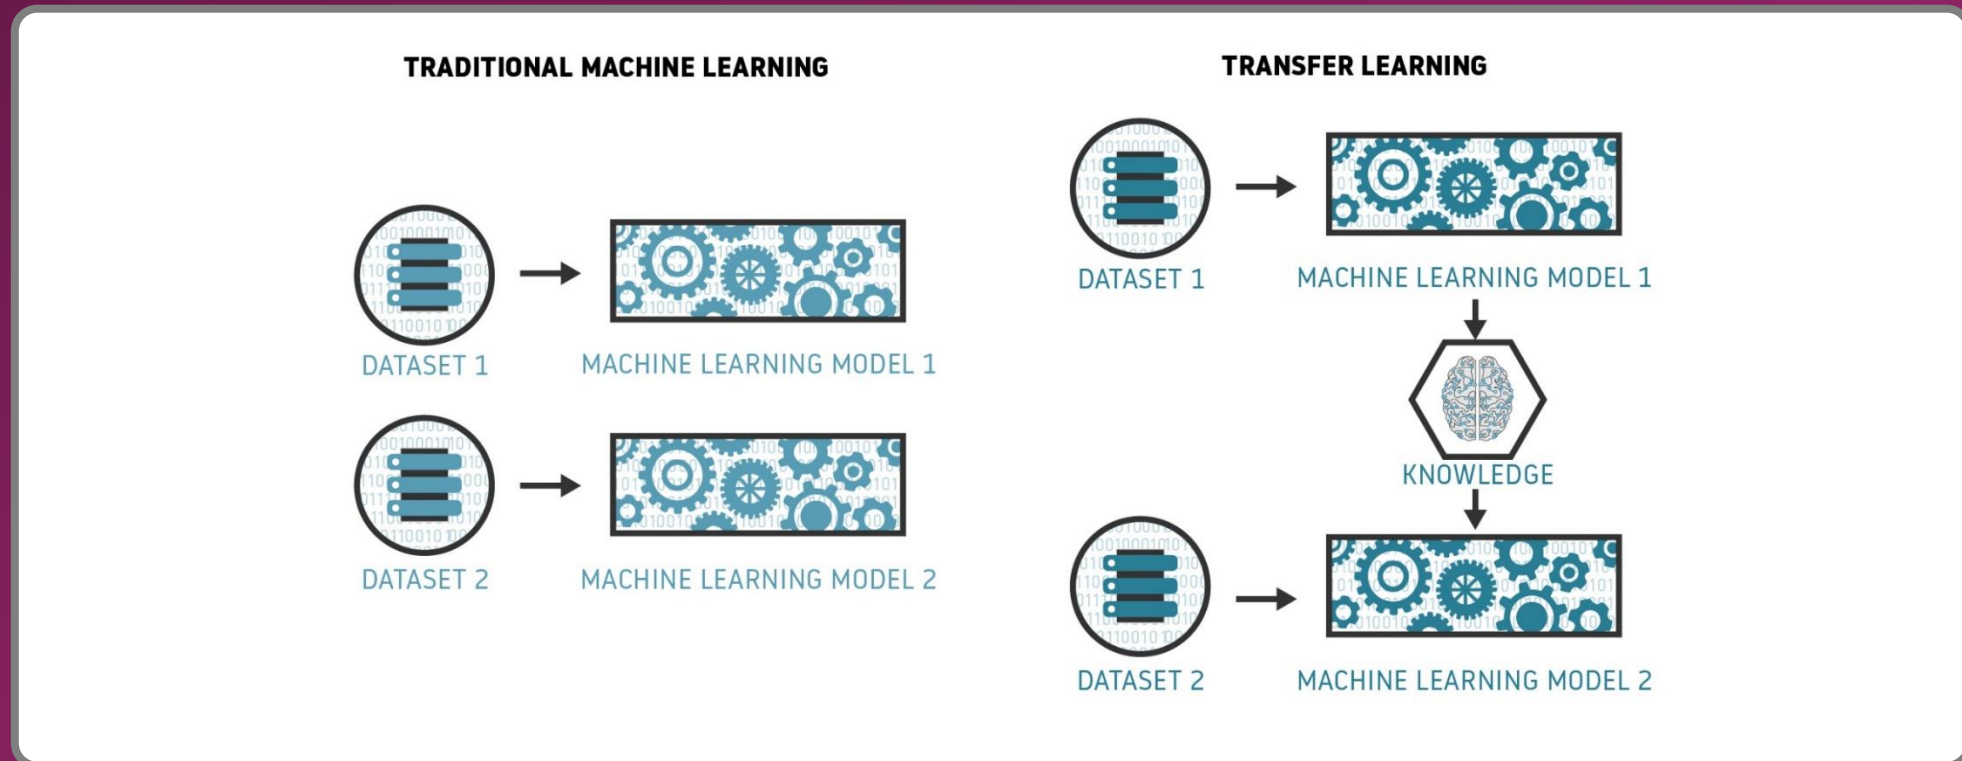 TRADITIONAL MACHINE LEARNING
DATASET 1
MACHINE LEARNING MODEL 1
DATASET 2
MACHINE LEARNING MODEL 2
TRANSFER LEARNING
DATASET 1
MACHINE LEARNING MODEL 1
KNOWLEDGE
DATASET 2
MACHINE LEARNING MODEL 2